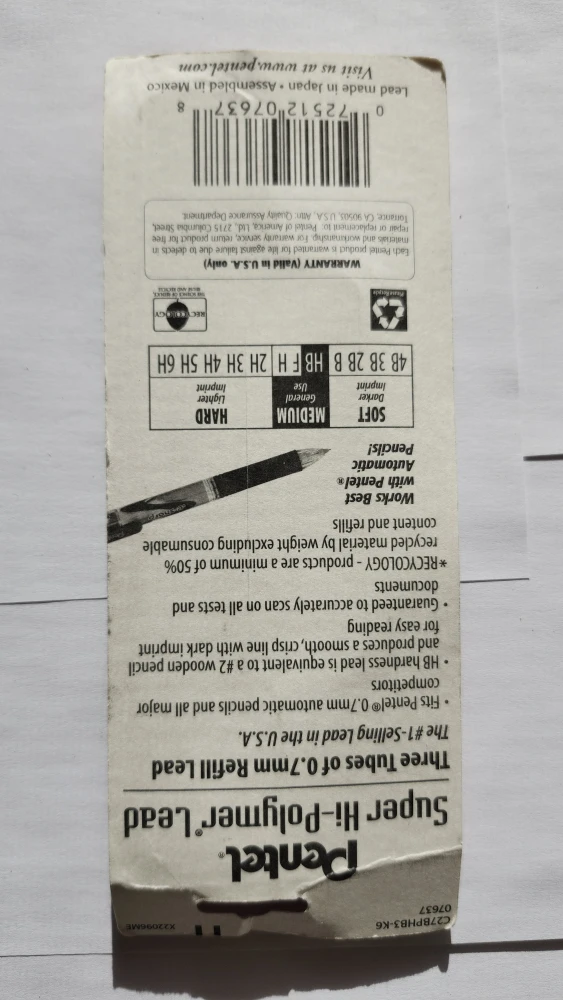 C27BPHB3-K6
07637
X22096ME
Pentel®
Super Hi-Polymer® Lead
Three Tubes of 0.7mm Refill Lead
The #1-Selling Lead in the U.S.A.
• Fits Pentel® 0.7mm automatic pencils and all major
competitors
• HB hardness lead is equivalent to a #2 wooden pencil
and produces a smooth, crisp line with dark imprint
for easy reading
• Guaranteed to accurately scan on all tests and
documents
*RECYCOLOGY - products are a minimum of 50%
recycled material by weight excluding consumable
content and refills
Works Best
with Pentel®
Automatic
Pencils!
SOFT MEDIUM HARD
Darker General Lighter
Imprint Use Imprint
4B 3B 2B B HB F H 2H 3H 4H 5H 6H
Please Recycle
RECYCOLOGY
WARRANTY (Valid in U.S.A. only)
Each Pentel product is warranted for life against failure due to defects in
materials and workmanship. For warranty service, return product for free
repair or replacement to: Pentel of America, Ltd. 2715 Columbia Street,
Torrance, CA 90503, U.S.A. Attn: Quality Assurance Department
0 72512 07637 8
Lead made in Japan • Assembled in Mexico
Visit us at www.pentel.com